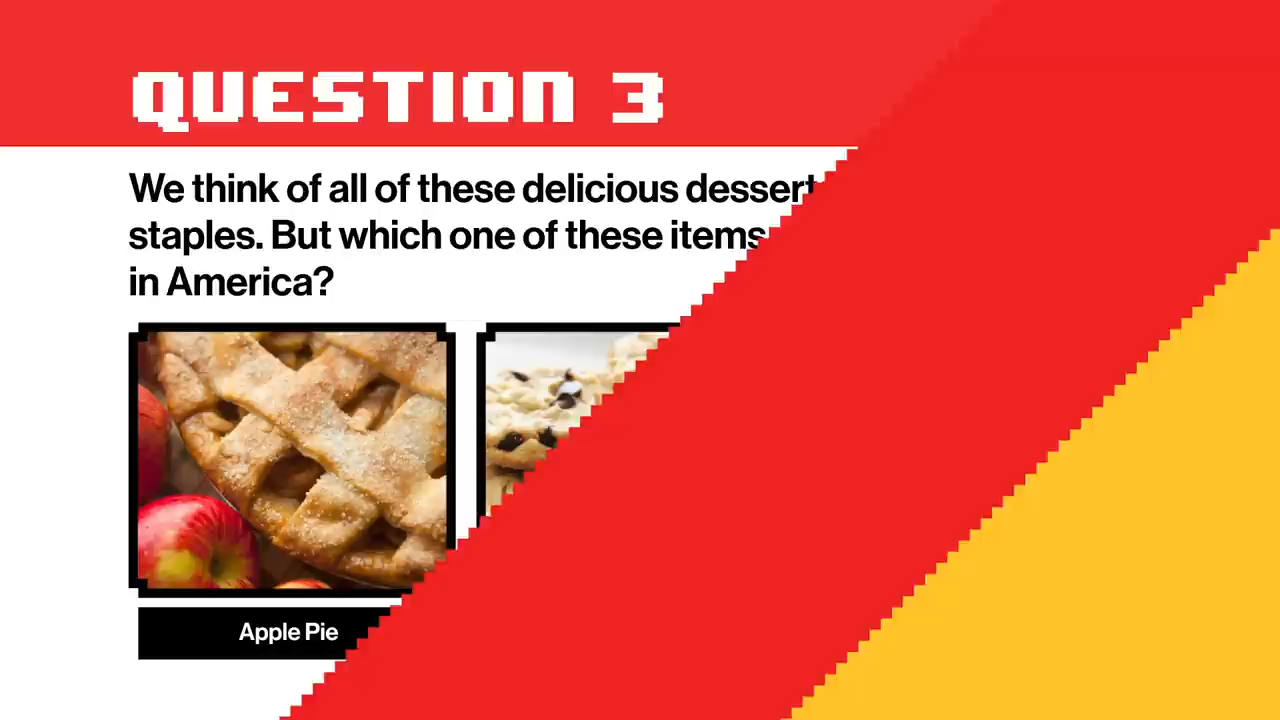 QUESTION 3
We think of all of these delicious dessert
staples. But which one of these items
in America?
Apple Pie